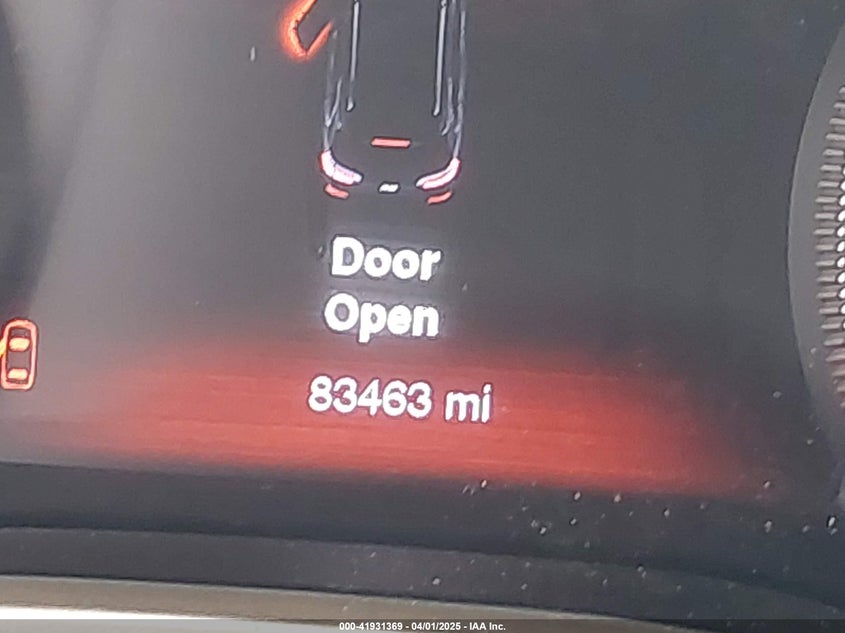 Door
Open
83463 mi
000-41931369 - 04/01/2025 - IAA Inc.